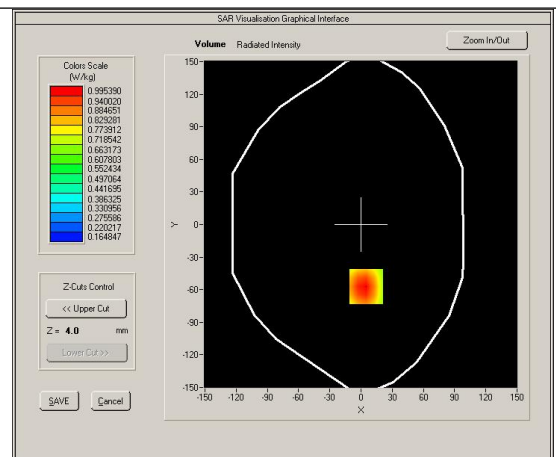 SAR Visualisation Graphical Interface
Volume Radiated Intensity
Zoom In/Out
Colors Scale
(W/kg)
0.995390
0.940020
0.884651
0.829281
0.773912
0.718542
0.663173
0.607803
0.552434
0.497064
0.441695
0.386325
0.330956
0.275586
0.220217
0.164847
Z-Cuts Control
<< Upper Cut
Z = 4.0 mm
Lower Cut >>
SAVE Cancel
150
120
90
60
30
0
-30
-60
-90
-120
-150
Y
-150 -120 -90 -60 -30 0 30 60 90 120 150
X